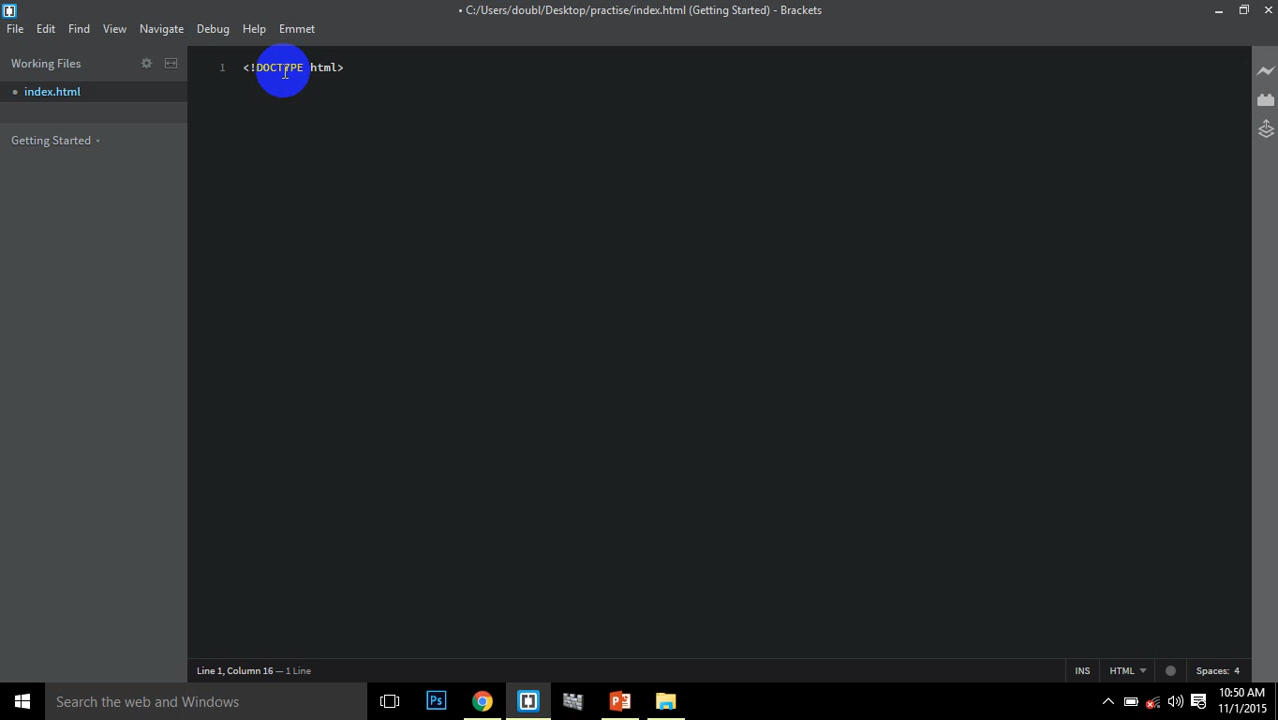 • C:/Users/doubl/Desktop/practise/index.html (Getting Started) - Brackets
File Edit Find View Navigate Debug Help Emmet
Working Files
• index.html
Getting Started
1 <!DOCTYPE html>
Line 1, Column 16 — 1 Line
INS HTML Spaces: 4
Search the web and Windows
Ps
10:50 AM
11/1/2015